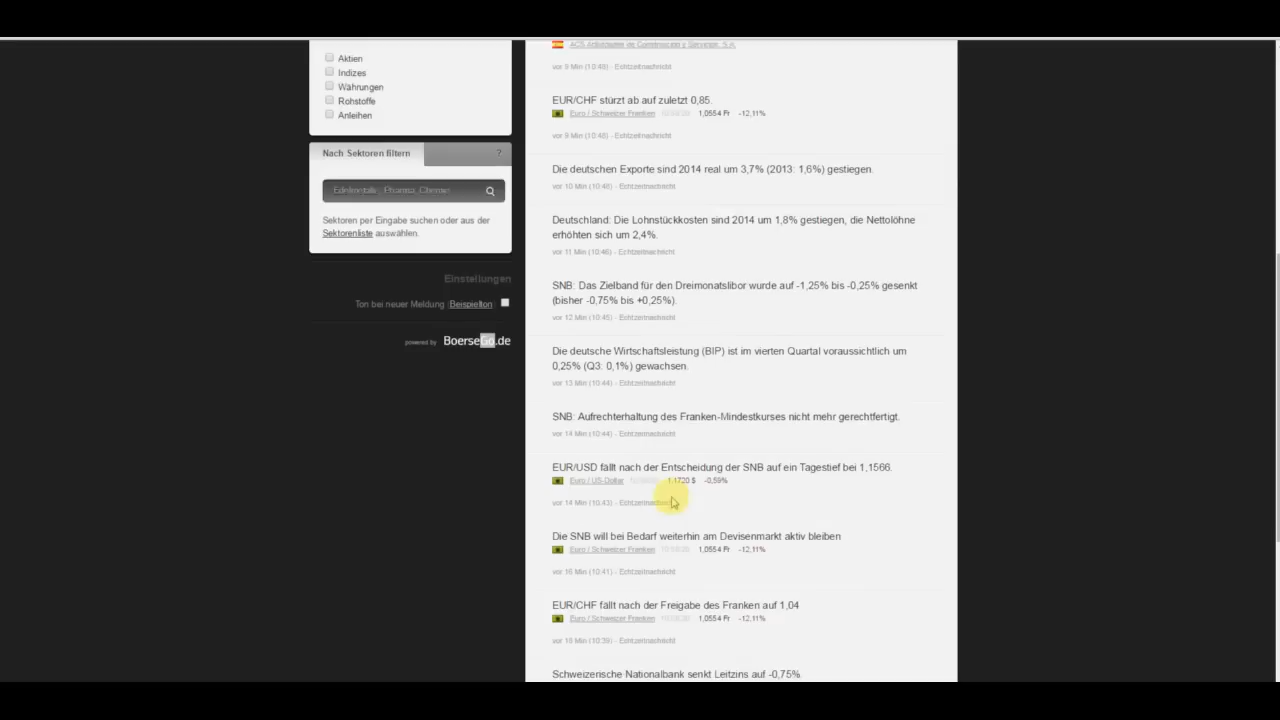 Aktien
Indizes
Währungen
Rohstoffe
Anleihen
Nach Sektoren filtern ?
Edelmetalle, Pharma, Chemie
Sektoren per Eingabe suchen oder aus der
Sektorenliste auswählen.
Einstellungen
Ton bei neuer Meldung Beispielton
powered by BoerseGo.de
ACS Actividades de Construccion y Servicios, S.A.
vor 9 Min (10:49) - Echtzeitnachricht
EUR/CHF stürzt ab auf zuletzt 0,85.
Euro / Schweizer Franken 1,0554 Fr -12,11%
vor 9 Min (10:48) - Echtzeitnachricht
Die deutschen Exporte sind 2014 real um 3,7% (2013: 1,6%) gestiegen.
vor 10 Min (10:48) - Echtzeitnachricht
Deutschland: Die Lohnstückkosten sind 2014 um 1,8% gestiegen, die Nettolöhne
erhöhten sich um 2,4%.
vor 11 Min (10:46) - Echtzeitnachricht
SNB: Das Zielband für den Dreimonatslibor wurde auf -1,25% bis -0,25% gesenkt
(bisher -0,75% bis +0,25%).
vor 12 Min (10:45) - Echtzeitnachricht
Die deutsche Wirtschaftsleistung (BIP) ist im vierten Quartal voraussichtlich um
0,25% (Q3: 0,1%) gewachsen.
vor 13 Min (10:44) - Echtzeitnachricht
SNB: Aufrechterhaltung des Franken-Mindestkurses nicht mehr gerechtfertigt.
vor 14 Min (10:44) - Echtzeitnachricht
EUR/USD fällt nach der Entscheidung der SNB auf ein Tagestief bei 1,1566.
Euro / US-Dollar 1,1720 $ -0,59%
vor 14 Min (10:43) - Echtzeitnachricht
Die SNB will bei Bedarf weiterhin am Devisenmarkt aktiv bleiben
Euro / Schweizer Franken 1,0554 Fr -12,11%
vor 16 Min (10:41) - Echtzeitnachricht
EUR/CHF fällt nach der Freigabe des Franken auf 1,04
Euro / Schweizer Franken 1,0554 Fr -12,11%
vor 18 Min (10:39) - Echtzeitnachricht
Schweizerische Nationalbank senkt Leitzins auf -0,75%.